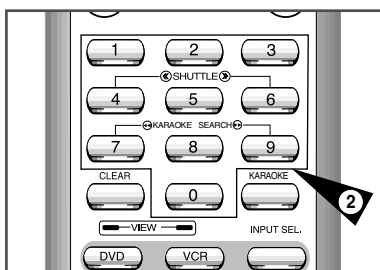 1 2 3
SHUTTLE
4 5 6
KARAOKE SEARCH
7 8 9
CLEAR KARAOKE
0
2
VIEW INPUT SEL.
DVD VCR